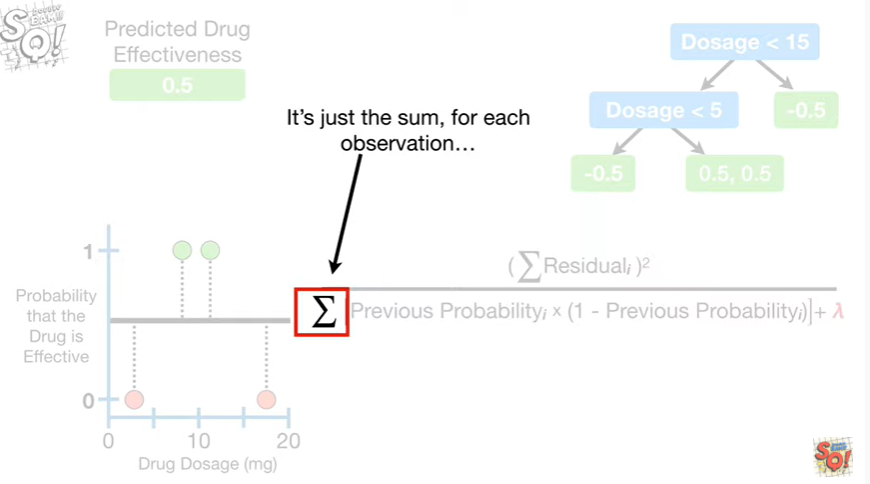 SQ!
Predicted Drug
Effectiveness
0.5
Dosage < 15
Dosage < 5
-0.5
-0.5
0.5, 0.5
It's just the sum, for each
observation…
1
Probability
that the
Drug is
Effective
0
0
10
20
Drug Dosage (mg)
(∑Residualᵢ)²
∑ Previous Probabilityᵢ x (1 - Previous Probabilityᵢ)]+ λ
SQ!